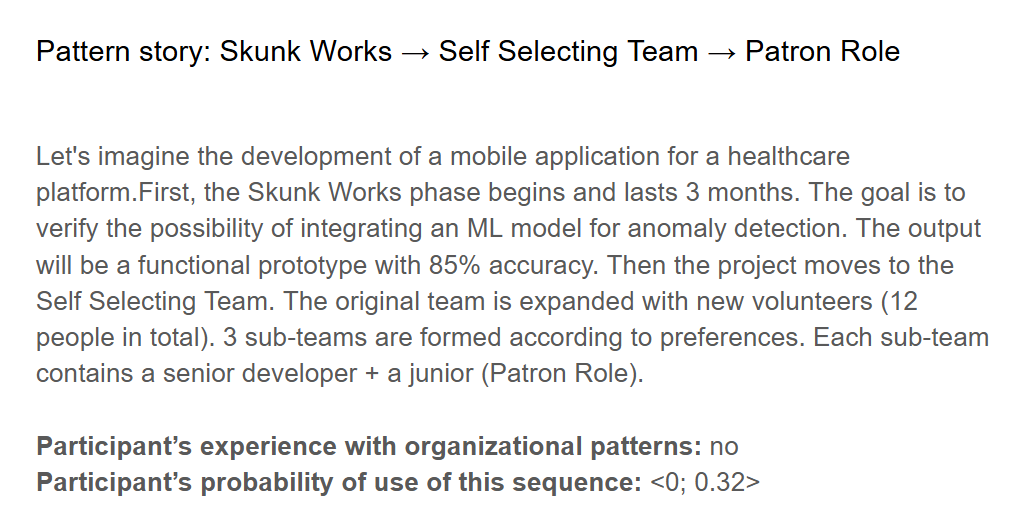 Pattern story: Skunk Works → Self Selecting Team → Patron Role
Let's imagine the development of a mobile application for a healthcare
platform.First, the Skunk Works phase begins and lasts 3 months. The goal is to
verify the possibility of integrating an ML model for anomaly detection. The output
will be a functional prototype with 85% accuracy. Then the project moves to the
Self Selecting Team. The original team is expanded with new volunteers (12
people in total). 3 sub-teams are formed according to preferences. Each sub-team
contains a senior developer + a junior (Patron Role).
Participant’s experience with organizational patterns: no
Participant’s probability of use of this sequence: <0; 0.32>